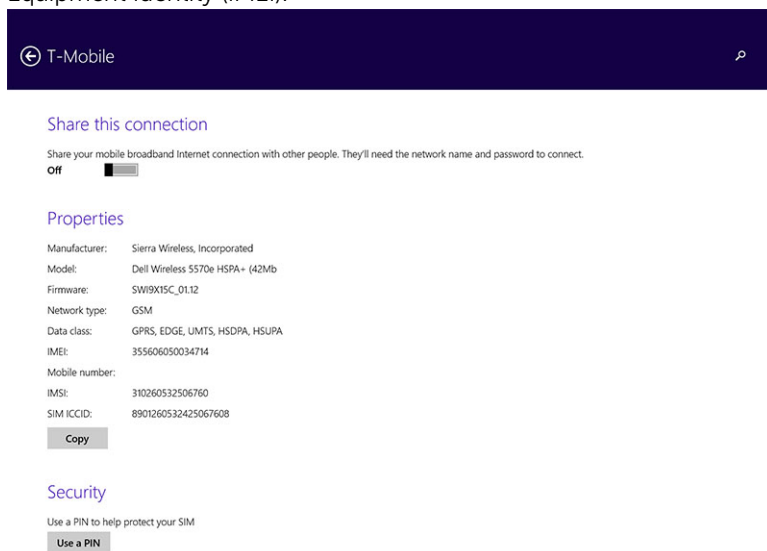 Equipment Identity (IMEI).
T-Mobile
Share this connection
Share your mobile broadband Internet connection with other people. They'll need the network name and password to connect.
Off
Properties
Manufacturer: Sierra Wireless, Incorporated
Model: Dell Wireless 5570e HSPA+ (42Mb
Firmware: SWI9X15C_01.12
Network type: GSM
Data class: GPRS, EDGE, UMTS, HSDPA, HSUPA
IMEI: 355606050034714
Mobile number:
IMSI: 310260532506760
SIM ICCID: 8901260532425067608
Copy
Security
Use a PIN to help protect your SIM
Use a PIN